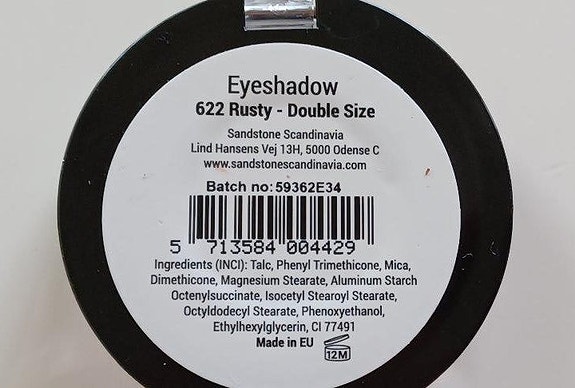 Eyeshadow
622 Rusty - Double Size
Sandstone Scandinavia
Lind Hansens Vej 13H, 5000 Odense C
www.sandstonescandinavia.com
Batch no:59362E34
5 713584 004429
Ingredients (INCI): Talc, Phenyl Trimethicone, Mica,
Dimethicone, Magnesium Stearate, Aluminum Starch
Octenylsuccinate, Isocetyl Stearoyl Stearate,
Octyldodecyl Stearate, Phenoxyethanol,
Ethylhexylglycerin, CI 77491
Made in EU
12M